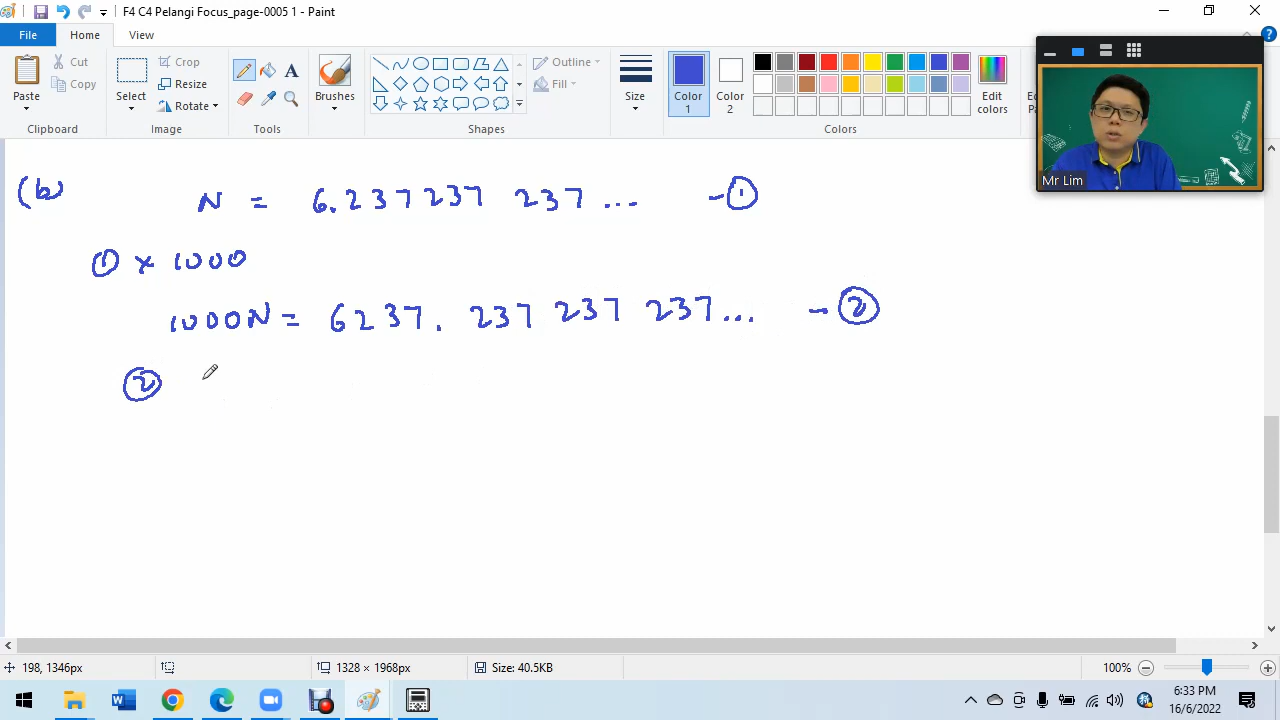 F4 C4 Pelangi Focus_page-0005 1 - Paint
File Home View
Paste Cut Copy Clipboard
Select Crop Resize Rotate Image
A Tools
Brushes
Outline Fill Shapes
Size
Color 1 Color 2 Edit colors Colors
Mr Lim
(b) N = 6.237237 237 ... - ①
① × 1000
1000N = 6237. 237 237 237... - ②
②
198, 1346px 1328 × 1968px Size: 40.5KB 100%
6:33 PM
16/6/2022